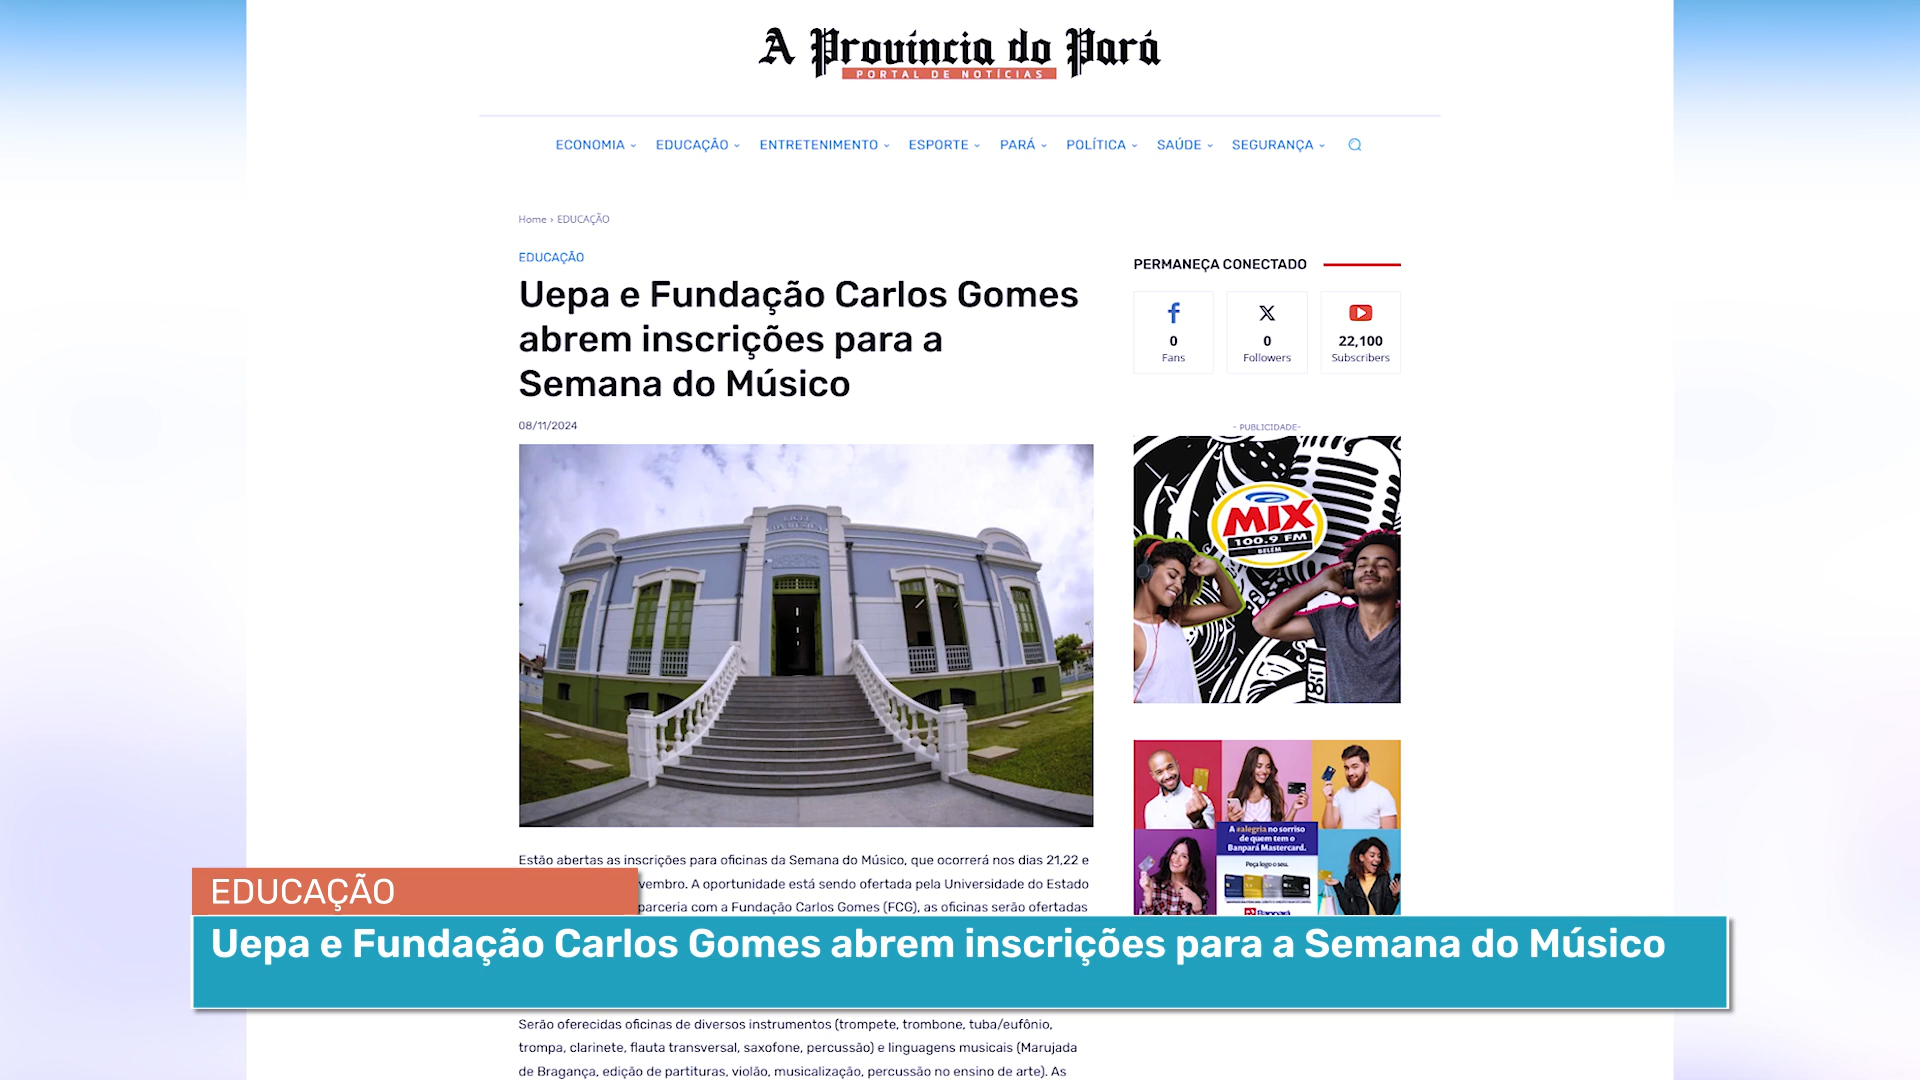 A Província do Pará
PORTAL DE NOTÍCIAS
ECONOMIA EDUCAÇÃO ENTRETENIMENTO ESPORTE PARÁ POLÍTICA SAÚDE SEGURANÇA
Home › EDUCAÇÃO
EDUCAÇÃO
Uepa e Fundação Carlos Gomes
abrem inscrições para a
Semana do Músico
08/11/2024
PERMANEÇA CONECTADO
0
Fans
0
Followers
22,100
Subscribers
- PUBLICIDADE-
MIX
100.9 FM
BELÉM
A #alegria no sorriso
de quem tem o
Banpará Mastercard.
Peça logo o seu.
Banpará
Estão abertas as inscrições para oficinas da Semana do Músico, que ocorrerá nos dias 21,22 e
vembro. A oportunidade está sendo ofertada pela Universidade do Estado
parceria com a Fundação Carlos Gomes (FCG), as oficinas serão ofertadas
EDUCAÇÃO
Uepa e Fundação Carlos Gomes abrem inscrições para a Semana do Músico
Serão oferecidas oficinas de diversos instrumentos (trompete, trombone, tuba/eufônio,
trompa, clarinete, flauta transversal, saxofone, percussão) e linguagens musicais (Marujada
de Bragança, edição de partituras, violão, musicalização, percussão no ensino de arte). As